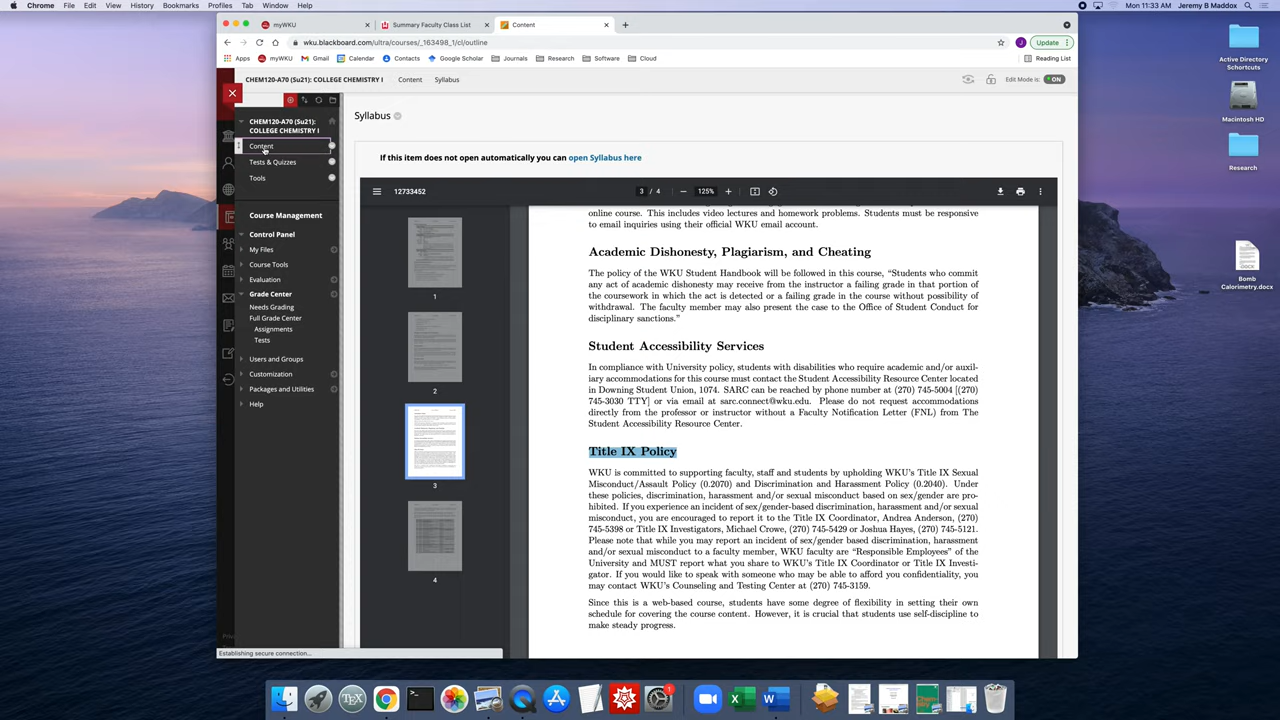 Chrome File Edit View History Bookmarks Profiles Tab Window Help
Mon 11:33 AM Jeremy B Maddox
myWKU
Summary Faculty Class List
Content
wku.blackboard.com/ultra/courses/_163498_1/cl/outline
J Update
Apps myWKU Gmail Calendar Contacts Google Scholar Journals Research Software Cloud Reading List
CHEM120-A70 (Su21): COLLEGE CHEMISTRY I Content Syllabus Edit Mode is: ON
CHEM120-A70 (Su21):
COLLEGE CHEMISTRY I
Content
Tests & Quizzes
Tools
Course Management
Control Panel
My Files
Course Tools
Evaluation
Grade Center
Needs Grading
Full Grade Center
Assignments
Tests
Users and Groups
Customization
Packages and Utilities
Help
Establishing secure connection...
Syllabus
If this item does not open automatically you can open Syllabus here
12733452
3 / 4
125%
1
2
3
4
online course. This includes video lectures and homework problems. Students must be responsive
to email inquiries using their official WKU email account.
Academic Dishonesty, Plagiarism, and Cheating
The policy of the WKU Student Handbook will be followed in this course, “Students who commit
any act of academic dishonesty may receive from the instructor a failing grade in that portion of
the coursework in which the act is detected or a failing grade in the course without possibility of
withdrawal. The faculty member may also present the case to the Office of Student Conduct for
disciplinary sanctions.”
Student Accessibility Services
In compliance with University policy, students with disabilities who require academic and/or auxil-
iary accommodations for this course must contact the Student Accessibility Resource Center located
in Downing Student Union, 1074. SARC can be reached by phone number at (270) 745-5004 [(270)
745-3030 TTY] or via email at sarc.connect@wku.edu. Please do not request accommodations
directly from the professor or instructor without a Faculty Notification Letter (FNL) from The
Student Accessibility Resource Center.
Title IX Policy
WKU is committed to supporting faculty, staff and students by upholding WKU’s Title IX Sexual
Misconduct/Assault Policy (0.2070) and Discrimination and Harassment Policy (0.2040). Under
these policies, discrimination, harassment and/or sexual misconduct based on sex/gender are pro-
hibited. If you experience an incident of sex/gender-based discrimination, harassment and/or sexual
misconduct, you are encouraged to report it to the Title IX Coordinator, Andrea Anderson, (270)
745-5398 or Title IX Investigators, Michael Crowe, (270) 745-5429 or Joshua Hayes, (270) 745-5121.
Please note that while you may report an incident of sex/gender based discrimination, harassment
and/or sexual misconduct to a faculty member, WKU faculty are “Responsible Employees” of the
University and MUST report what you share to WKU’s Title IX Coordinator or Title IX Investi-
gator. If you would like to speak with someone who may be able to afford you confidentiality, you
may contact WKU’s Counseling and Testing Center at (270) 745-3159.
Since this is a web-based course, students have some degree of flexibility in setting their own
schedule for covering the course content. However, it is crucial that students use self-discipline to
make steady progress.
Active Directory
Schortcuts
Macintosh HD
Research
Bomb
Calorimetry.docx